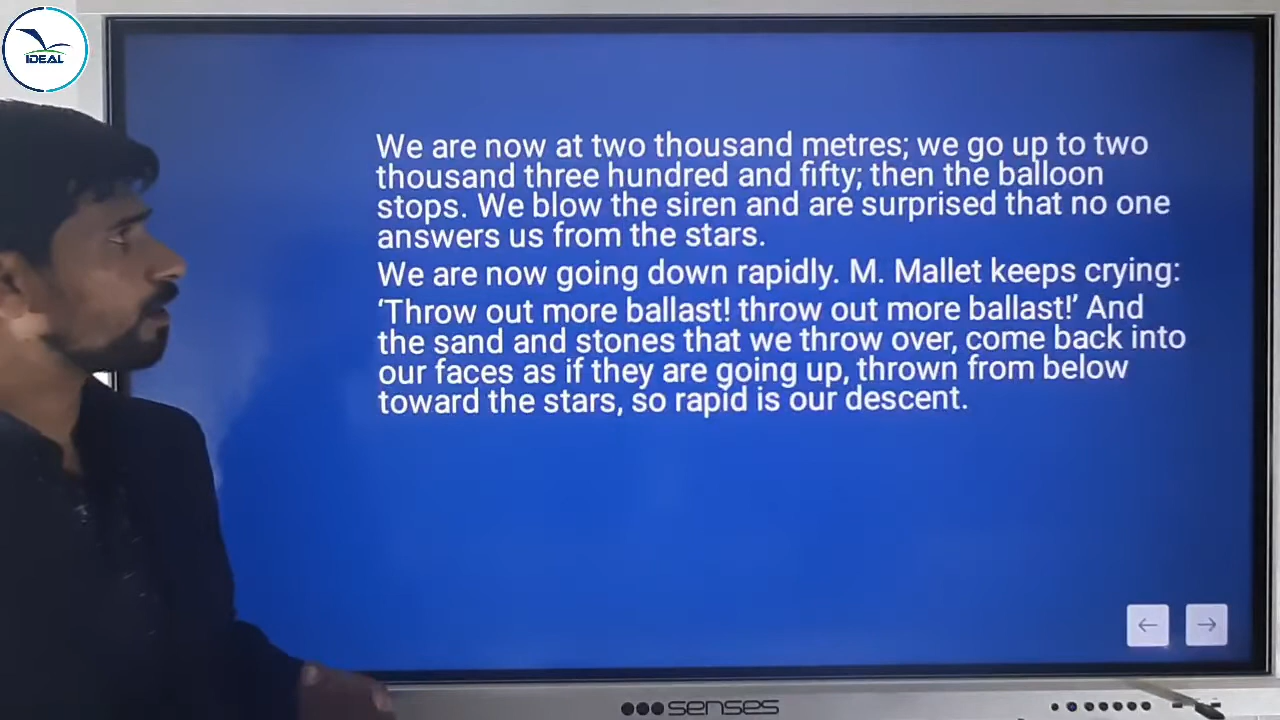 IDEAL
We are now at two thousand metres; we go up to two
thousand three hundred and fifty; then the balloon
stops. We blow the siren and are surprised that no one
answers us from the stars.
We are now going down rapidly. M. Mallet keeps crying:
‘Throw out more ballast! throw out more ballast!’ And
the sand and stones that we throw over, come back into
our faces as if they are going up, thrown from below
toward the stars, so rapid is our descent.
senses